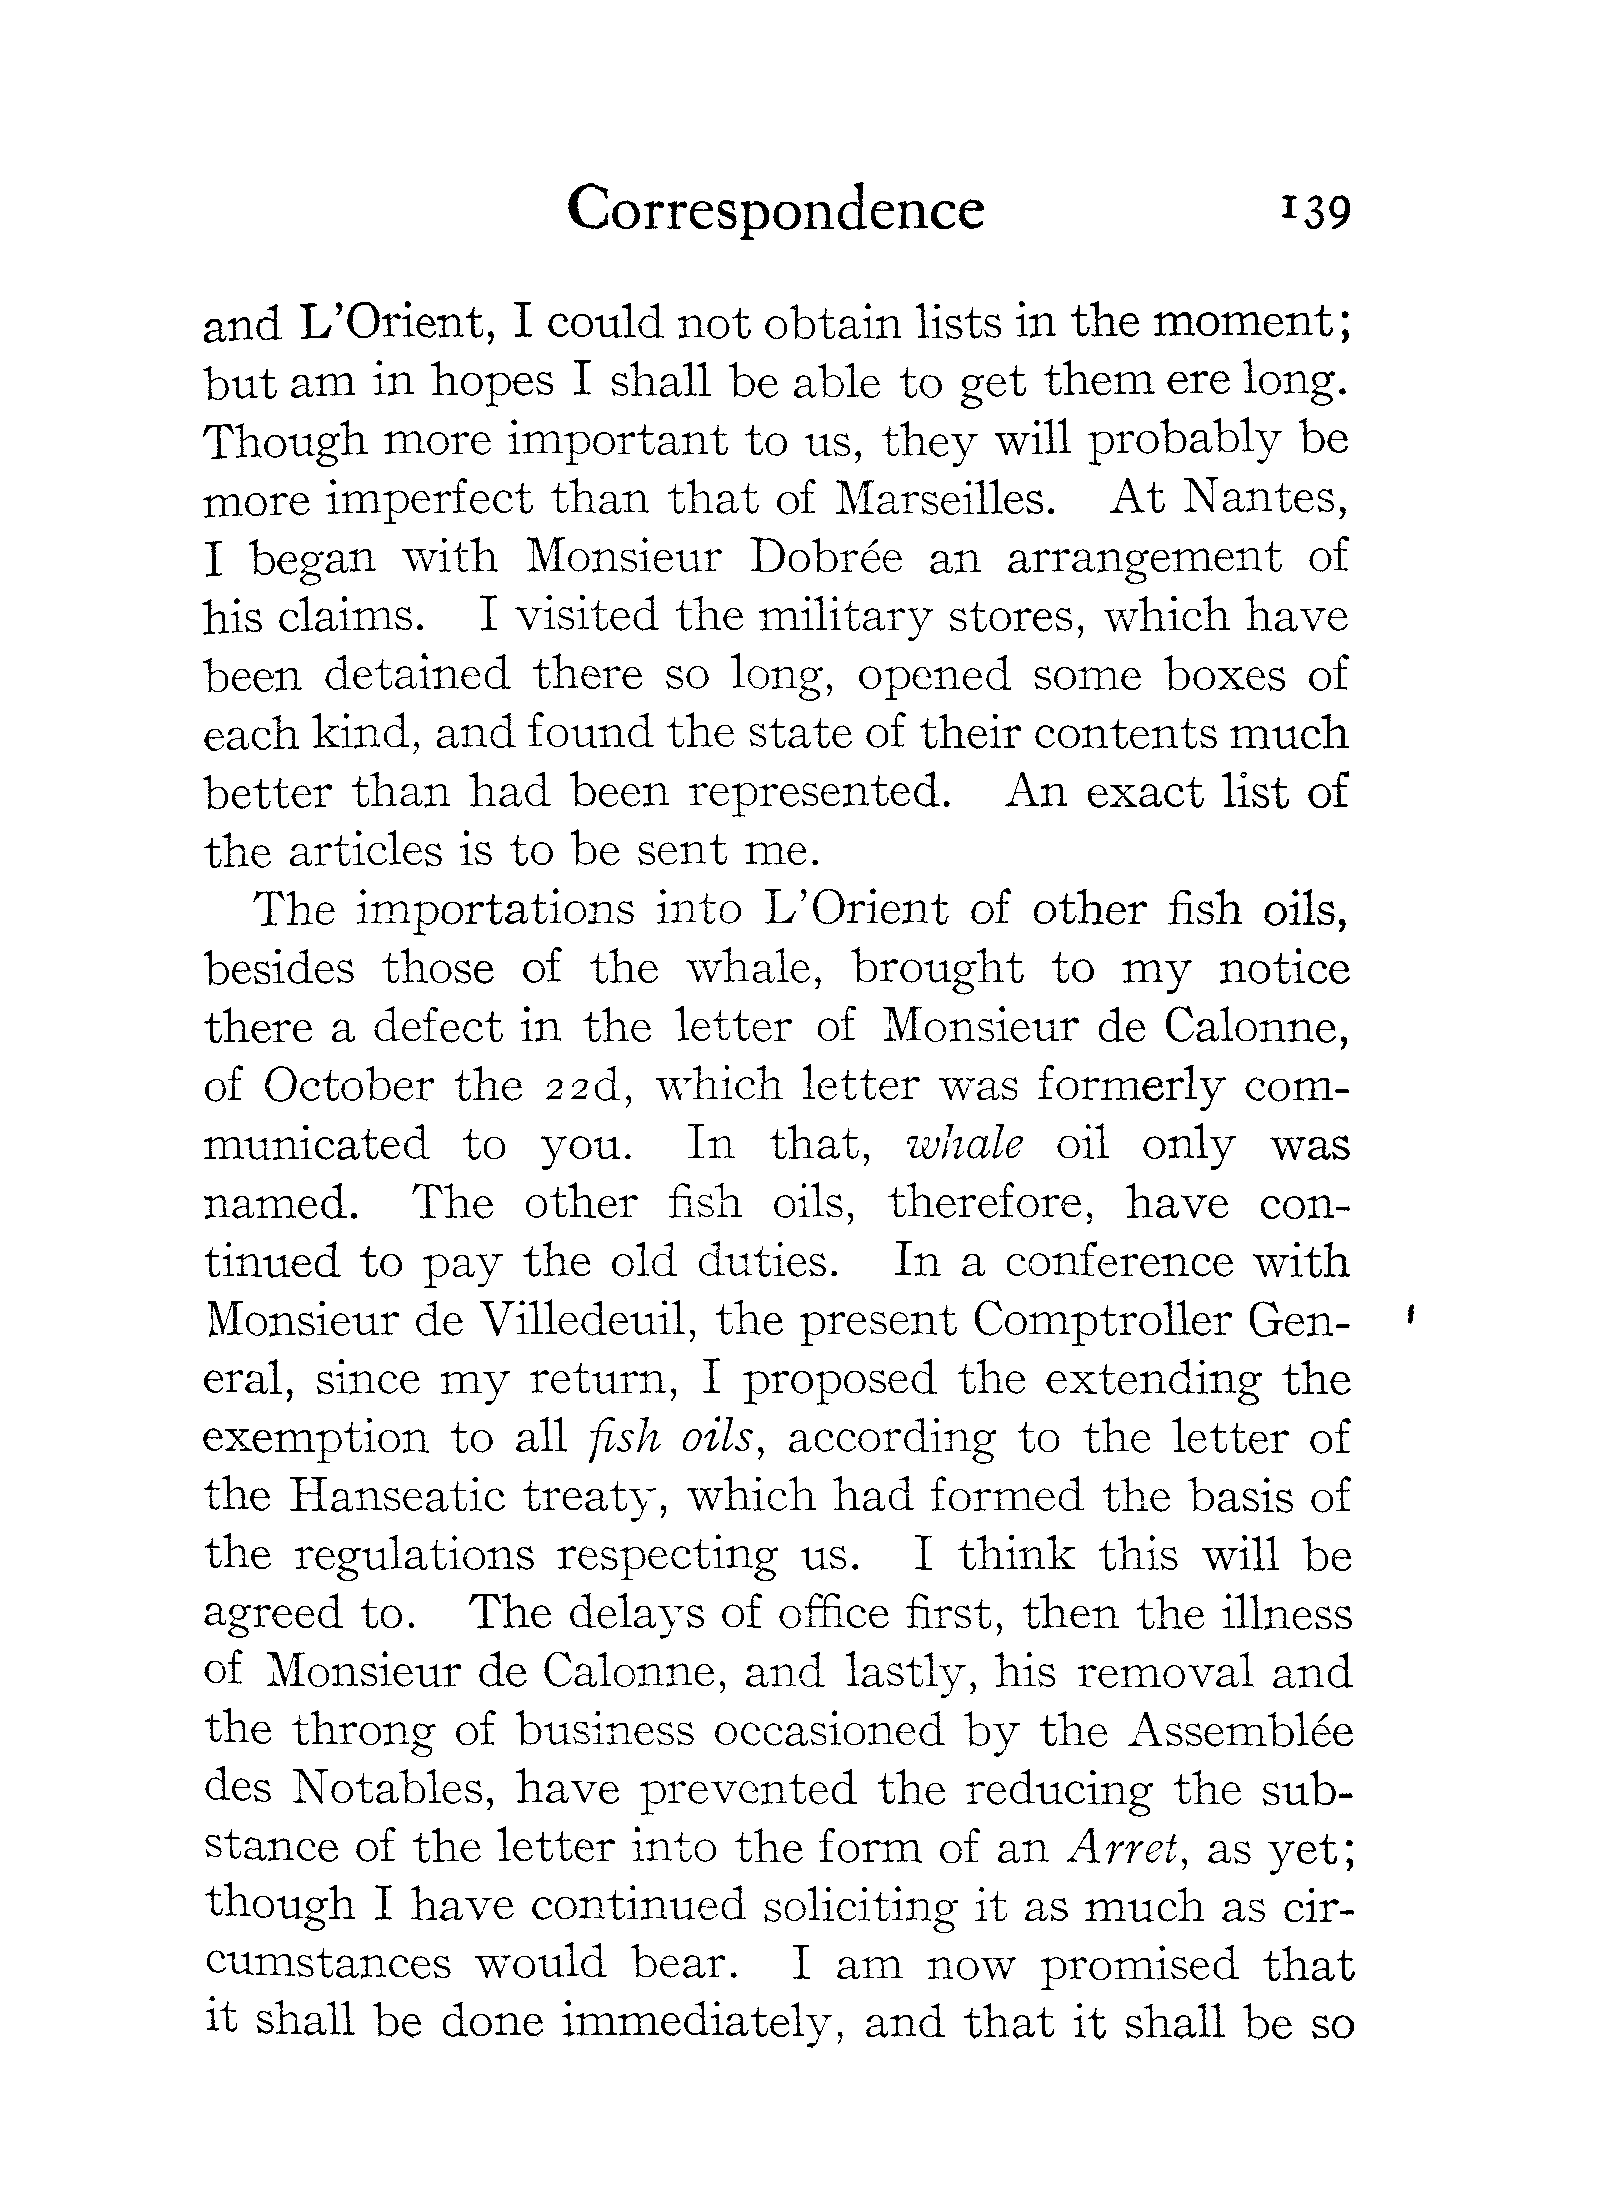 Correspondence 139
and L'Orient, I could not obtain lists in the moment;
but am in hopes I shall be able to get them ere long.
Though more important to us, they will probably be
more imperfect than that of Marseilles. At Nantes,
I began with Monsieur Dobrée an arrangement of
his claims. I visited the military stores, which have
been detained there so long, opened some boxes of
each kind, and found the state of their contents much
better than had been represented. An exact list of
the articles is to be sent me.
The importations into L'Orient of other fish oils,
besides those of the whale, brought to my notice
there a defect in the letter of Monsieur de Calonne,
of October the 22d, which letter was formerly com-
municated to you. In that, whale oil only was
named. The other fish oils, therefore, have con-
tinued to pay the old duties. In a conference with
Monsieur de Villedeuil, the present Comptroller Gen-
eral, since my return, I proposed the extending the
exemption to all fish oils, according to the letter of
the Hanseatic treaty, which had formed the basis of
the regulations respecting us. I think this will be
agreed to. The delays of office first, then the illness
of Monsieur de Calonne, and lastly, his removal and
the throng of business occasioned by the Assemblée
des Notables, have prevented the reducing the sub-
stance of the letter into the form of an Arret, as yet;
though I have continued soliciting it as much as cir-
cumstances would bear. I am now promised that
it shall be done immediately, and that it shall be so